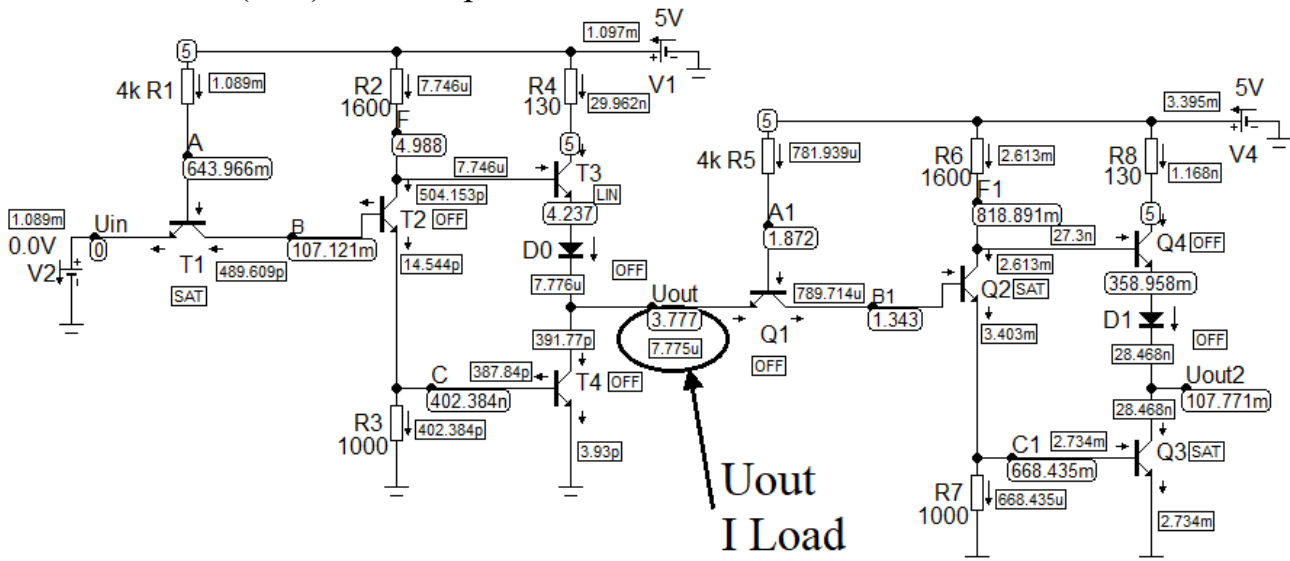 5V
1.097m
V1
5
4k R1
1.089m
R2
1600
7.746u
R4
130
29.962n
A
643.966m
F
4.988
5
7.746u
T3
LIN
504.153p
T2
OFF
4.237
1.089m
0.0V
V2
Uin
0
B
107.121m
T1
489.609p
SAT
14.544p
D0
OFF
7.776u
Uout
3.777
7.775u
391.77p
C
402.384n
387.84p
T4
OFF
R3
1000
402.384p
3.93p
Uout
I Load
5V
3.395m
V4
5
4k R5
781.939u
R6
1600
2.613m
R8
130
1.168n
A1
1.872
F1
818.891m
5
27.3n
Q4
OFF
2.613m
Q2
SAT
358.958m
789.714u
B1
1.343
Q1
OFF
3.403m
D1
OFF
28.468n
Uout2
107.771m
28.468n
C1
668.435m
2.734m
Q3
SAT
R7
1000
668.435u
2.734m